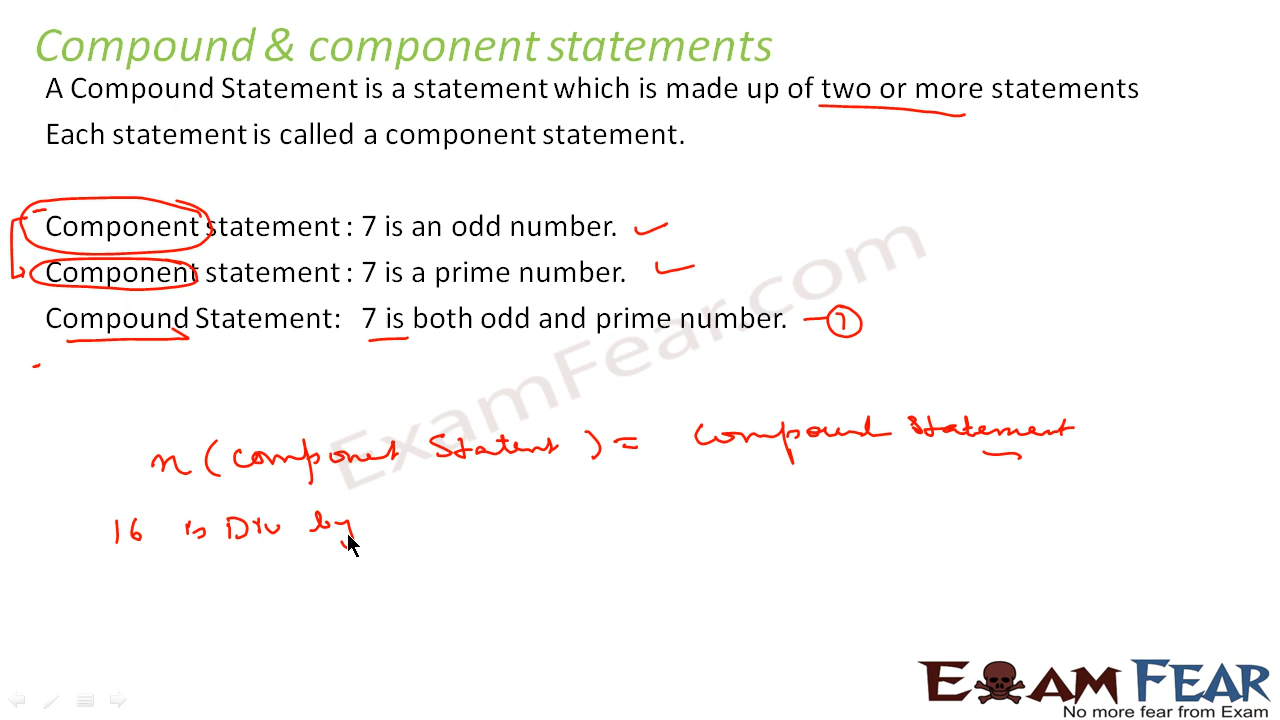 Compound & component statements
A Compound Statement is a statement which is made up of two or more statements
Each statement is called a component statement.
Component statement : 7 is an odd number.
Component statement : 7 is a prime number.
Compound Statement: 7 is both odd and prime number. 7
ExamFear.com
n ( component Statent ) = compound Statement
16 is Div by
EXAM FEAR
No more fear from Exam